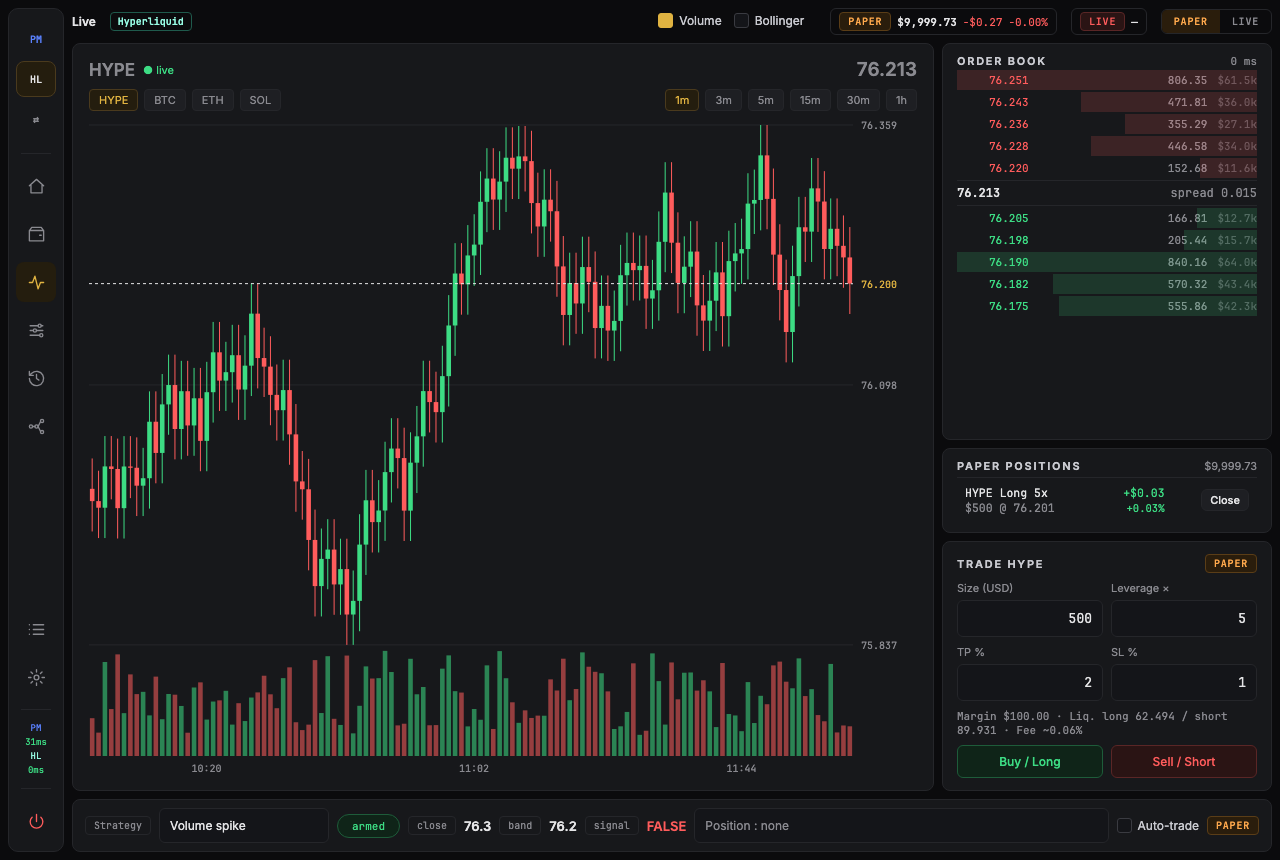 PM
HL
⇄
PM
31ms
HL
0ms
Live Hyperliquid Volume Bollinger PAPER $9,999.73 -$0.27 -0.00% LIVE — PAPER LIVE
HYPE live 76.213
HYPE BTC ETH SOL 1m 3m 5m 15m 30m 1h
76.359
76.200
76.098
75.837
10:20 11:02 11:44
ORDER BOOK 0 ms
76.251 806.35 $61.5k
76.243 471.81 $36.0k
76.236 355.29 $27.1k
76.228 446.58 $34.0k
76.220 152.68 $11.6k
76.213 spread 0.015
76.205 166.81 $12.7k
76.198 205.44 $15.7k
76.190 840.16 $64.0k
76.182 570.32 $43.4k
76.175 555.86 $42.3k
PAPER POSITIONS $9,999.73
HYPE Long 5x +$0.03 Close
$500 @ 76.201 +0.03%
TRADE HYPE PAPER
Size (USD) Leverage ×
500 5
TP % SL %
2 1
Margin $100.00 · Liq. long 62.494 / short
89.931 · Fee ~0.06%
Buy / Long Sell / Short
Strategy Volume spike armed close 76.3 band 76.2 signal FALSE Position : none Auto-trade PAPER